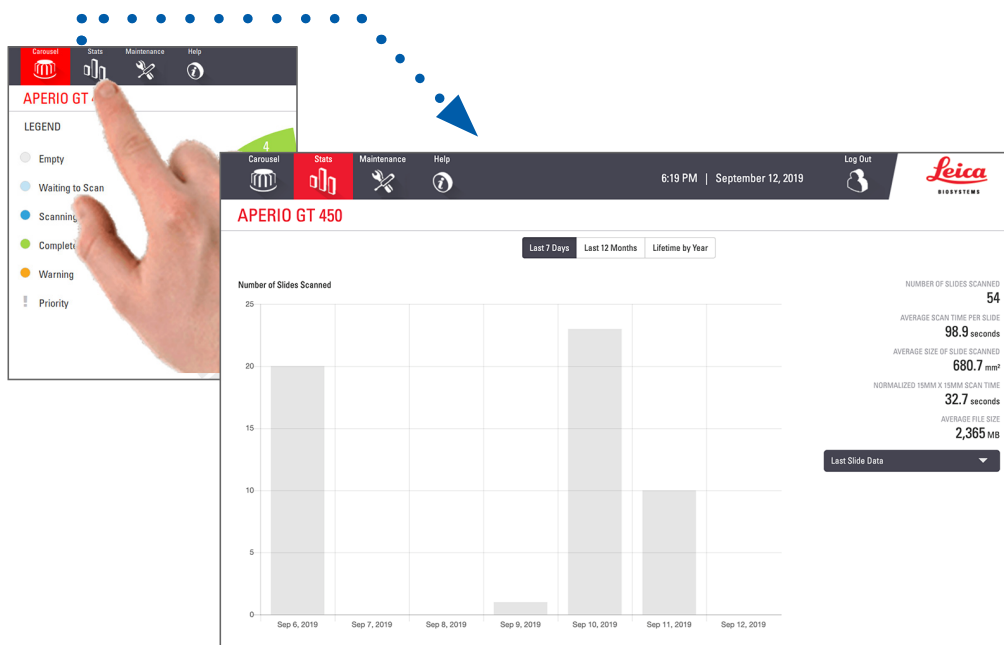 Carousel Stats Maintenance Help
APERIO GT 4
LEGEND
Empty
Waiting to Scan
Scanning
Complete
Warning
Priority
4
Carousel Stats Maintenance Help
6:19 PM | September 12, 2019
Log Out
Leica
BIOSYSTEMS
APERIO GT 450
Last 7 Days Last 12 Months Lifetime by Year
Number of Slides Scanned
25
20
15
10
5
0
Sep 6, 2019 Sep 7, 2019 Sep 8, 2019 Sep 9, 2019 Sep 10, 2019 Sep 11, 2019 Sep 12, 2019
NUMBER OF SLIDES SCANNED
54
AVERAGE SCAN TIME PER SLIDE
98.9 seconds
AVERAGE SIZE OF SLIDE SCANNED
680.7 mm²
NORMALIZED 15MM X 15MM SCAN TIME
32.7 seconds
AVERAGE FILE SIZE
2,365 MB
Last Slide Data